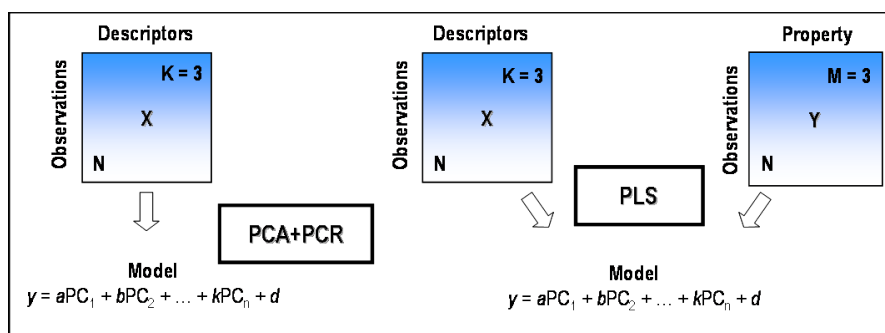 Descriptors
Observations
K = 3
X
N
PCA+PCR
Model
y = aPC₁ + bPC₂ + ... + kPCₙ + d
Descriptors
Observations
K = 3
X
N
Property
Observations
M = 3
Y
N
PLS
Model
y = aPC₁ + bPC₂ + ... + kPCₙ + d